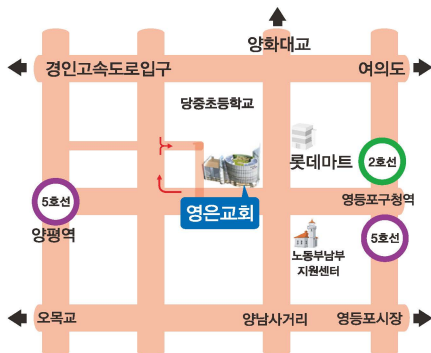 양화대교
경인고속도로입구
여의도
당중초등학교
롯데마트
2호선
5호선
영등포구청역
영은교회
양평역
5호선
노동부남부
지원센터
오목교
양남사거리
영등포시장